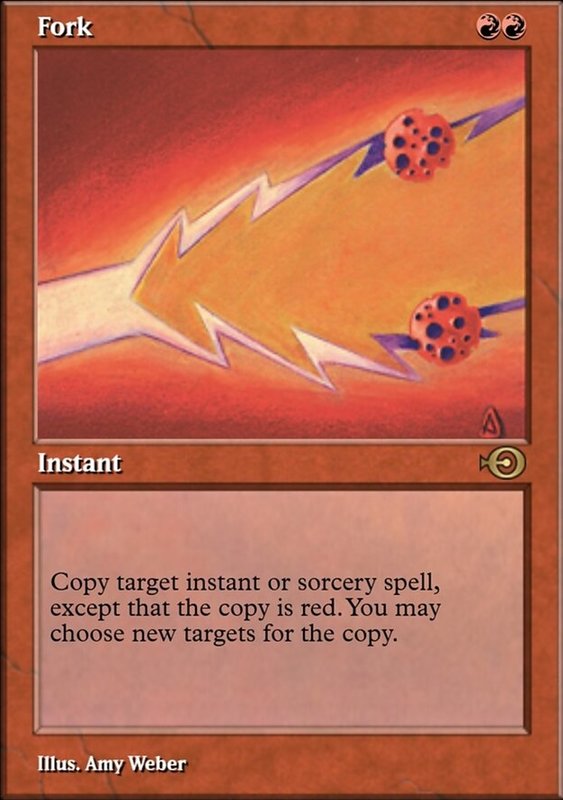 Fork
Instant
Copy target instant or sorcery spell,
except that the copy is red. You may
choose new targets for the copy.
Illus. Amy Weber